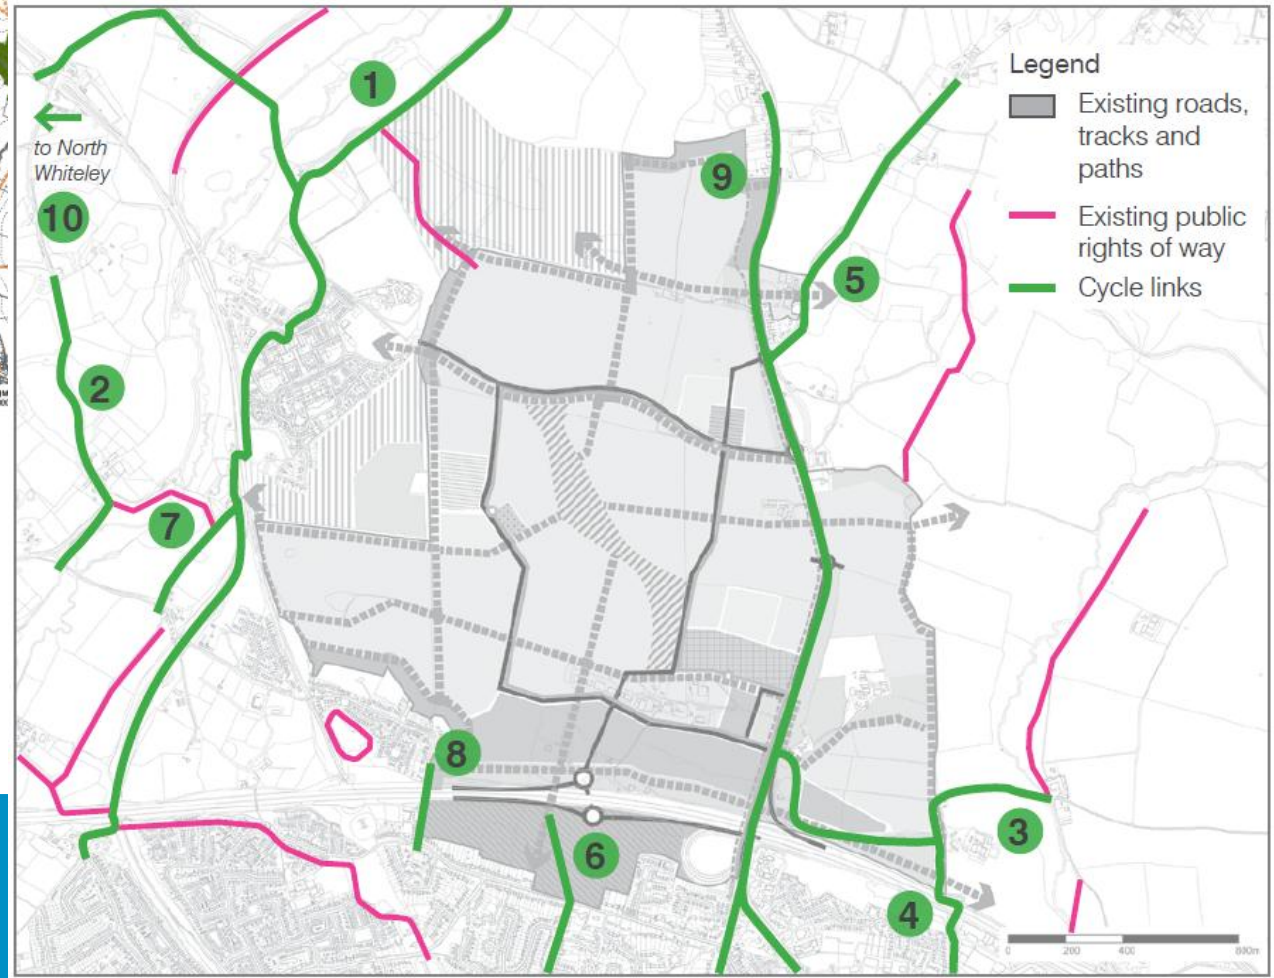 Legend
Existing roads,
tracks and
paths
Existing public
rights of way
Cycle links
to North
Whiteley
1
2
3
4
5
6
7
8
9
10
0
200
400
800m